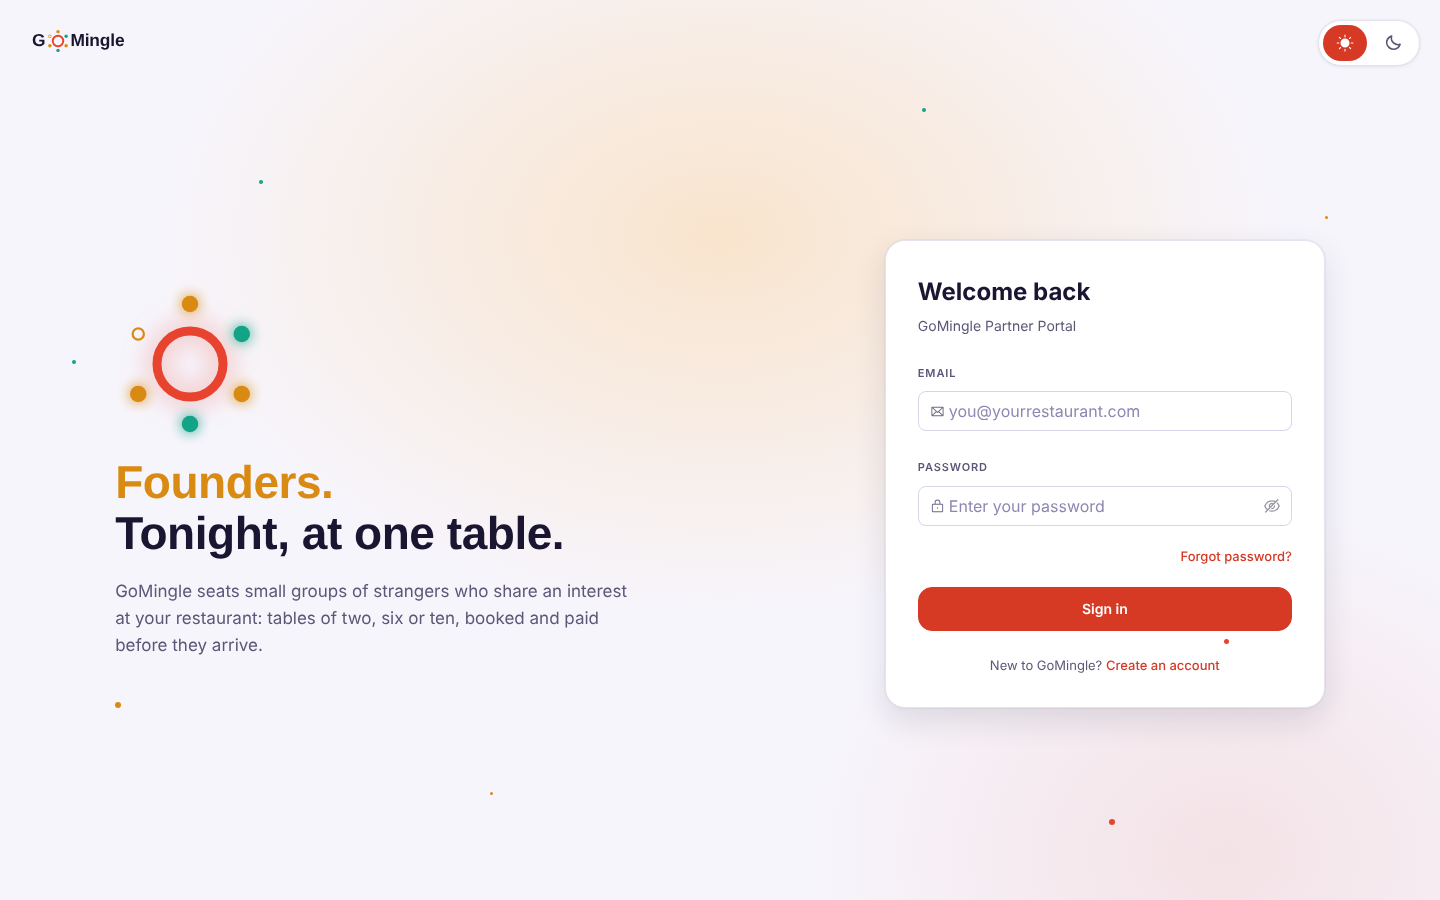 GoMingle
Founders.
Tonight, at one table.
GoMingle seats small groups of strangers who share an interest
at your restaurant: tables of two, six or ten, booked and paid
before they arrive.
Welcome back
GoMingle Partner Portal
EMAIL
you@yourrestaurant.com
PASSWORD
Enter your password
Forgot password?
Sign in
New to GoMingle? Create an account